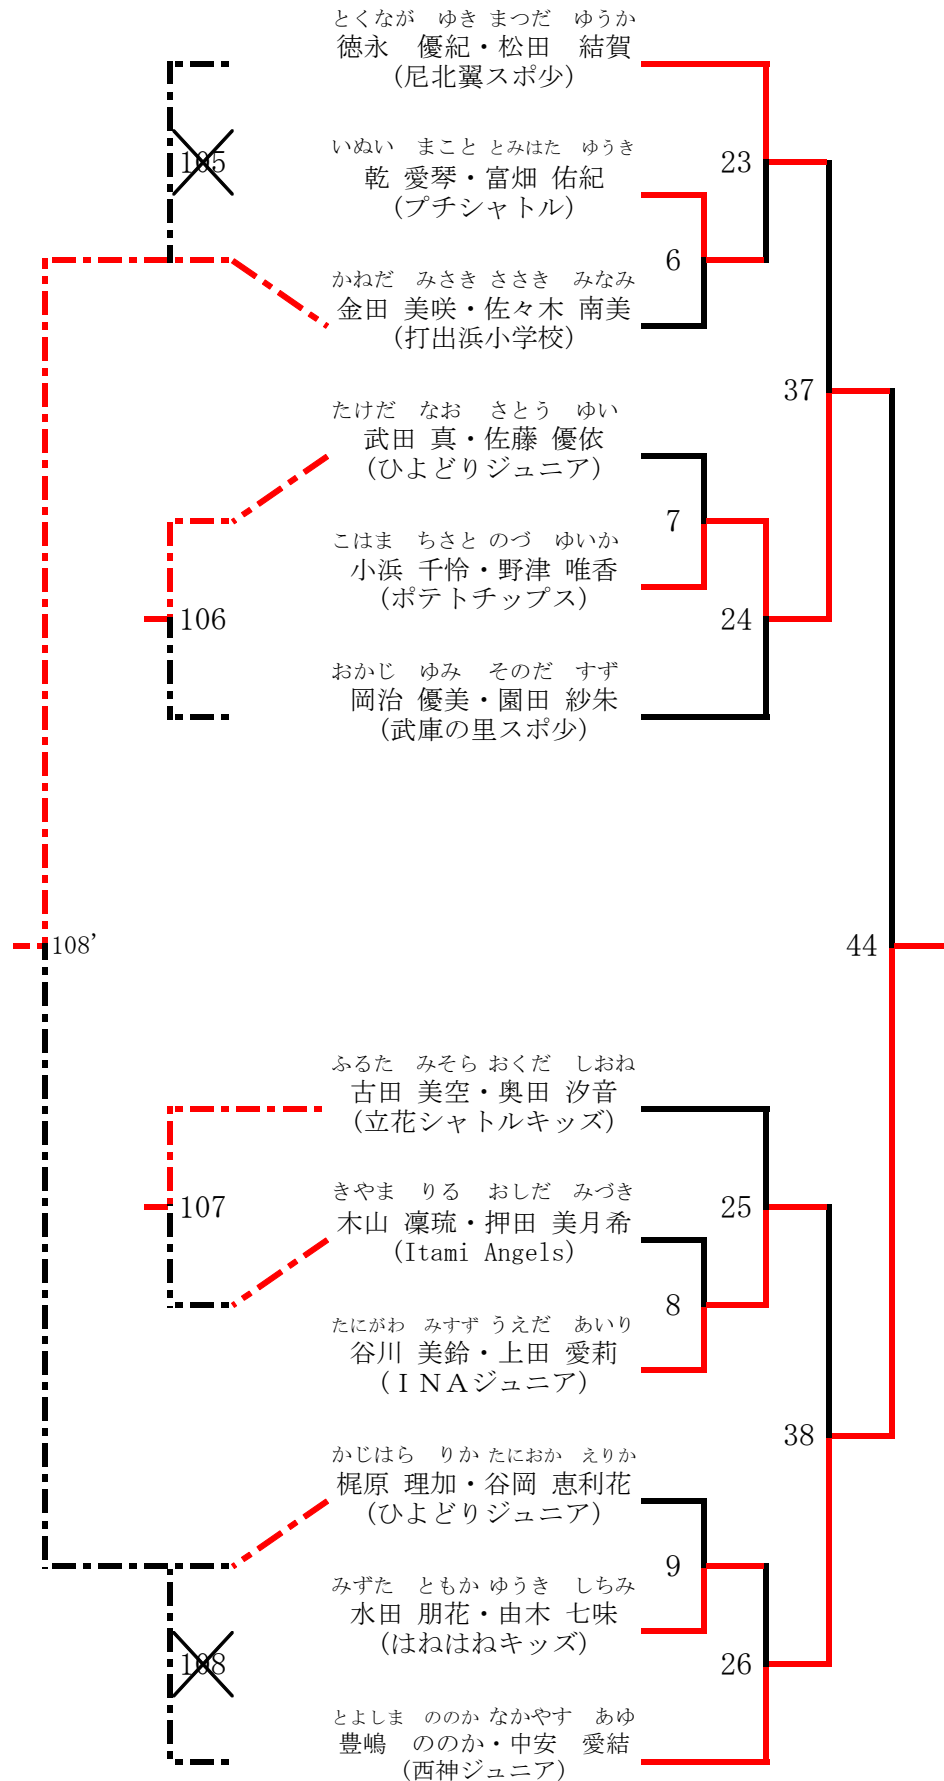 とくなが　ゆき まつだ　ゆうか
徳永　優紀・松田　結賀
(尼北翼スポ少)
105
いぬい　まこと とみはた　ゆうき
乾 愛琴・富畑 佑紀
(プチシャトル)
23
6
かねだ　みさき ささき　みなみ
金田 美咲・佐々木 南美
(打出浜小学校)
37
たけだ　なお　さとう　ゆい
武田 真・佐藤 優依
(ひよどりジュニア)
7
こはま　ちさと のづ　ゆいか
小浜 千怜・野津 唯香
(ポテトチップス)
106
24
おかじ　ゆみ　そのだ　すず
岡治 優美・園田 紗朱
(武庫の里スポ少)
108’
44
ふるた　みそら おくだ　しおね
古田 美空・奥田 汐音
(立花シャトルキッズ)
107
きやま　りる　おしだ　みづき
木山 凜琉・押田 美月希
(Itami Angels)
25
8
たにがわ　みすず うえだ　あいり
谷川 美鈴・上田 愛莉
(ＩＮＡジュニア)
38
かじはら　りか たにおか　えりか
梶原 理加・谷岡 恵利花
(ひよどりジュニア)
9
みずた　ともか ゆうき　しちみ
水田 朋花・由木 七味
(はねはねキッズ)
108
26
とよしま　ののか なかやす　あゆ
豊嶋　ののか・中安　愛結
(西神ジュニア)